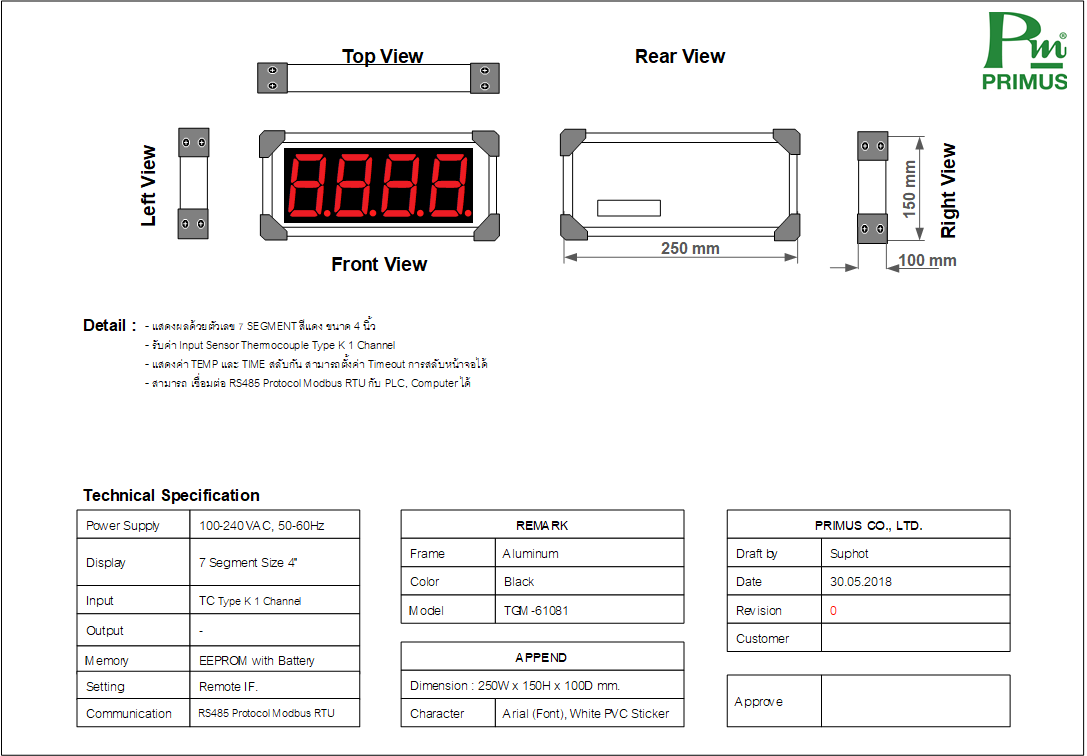 Pm®
PRIMUS
Top View
Rear View
Left View
8.8.8.8.
Front View
250 mm
150 mm
Right View
100 mm
Detail :
- แสดงผลด้วยตัวเลข 7 SEGMENT สีแดง ขนาด 4 นิ้ว
- รับค่า Input Sensor Thermocouple Type K 1 Channel
- แสดงค่า TEMP และ TIME สลับกัน สามารถตั้งค่า Timeout การสลับหน้าจอได้
- สามารถ เชื่อมต่อ RS485 Protocol Modbus RTU กับ PLC, Computer ได้
Technical Specification
Power Supply 100-240 VAC, 50-60Hz
Display 7 Segment Size 4"
Input TC Type K 1 Channel
Output -
Memory EEPROM with Battery
Setting Remote IF.
Communication RS485 Protocol Modbus RTU
REMARK
Frame Aluminum
Color Black
Model TGM-61081
APPEND
Dimension : 250W x 150H x 100D mm.
Character Arial (Font), White PVC Sticker
PRIMUS CO., LTD.
Draft by Suphot
Date 30.05.2018
Revision 0
Customer
Approve